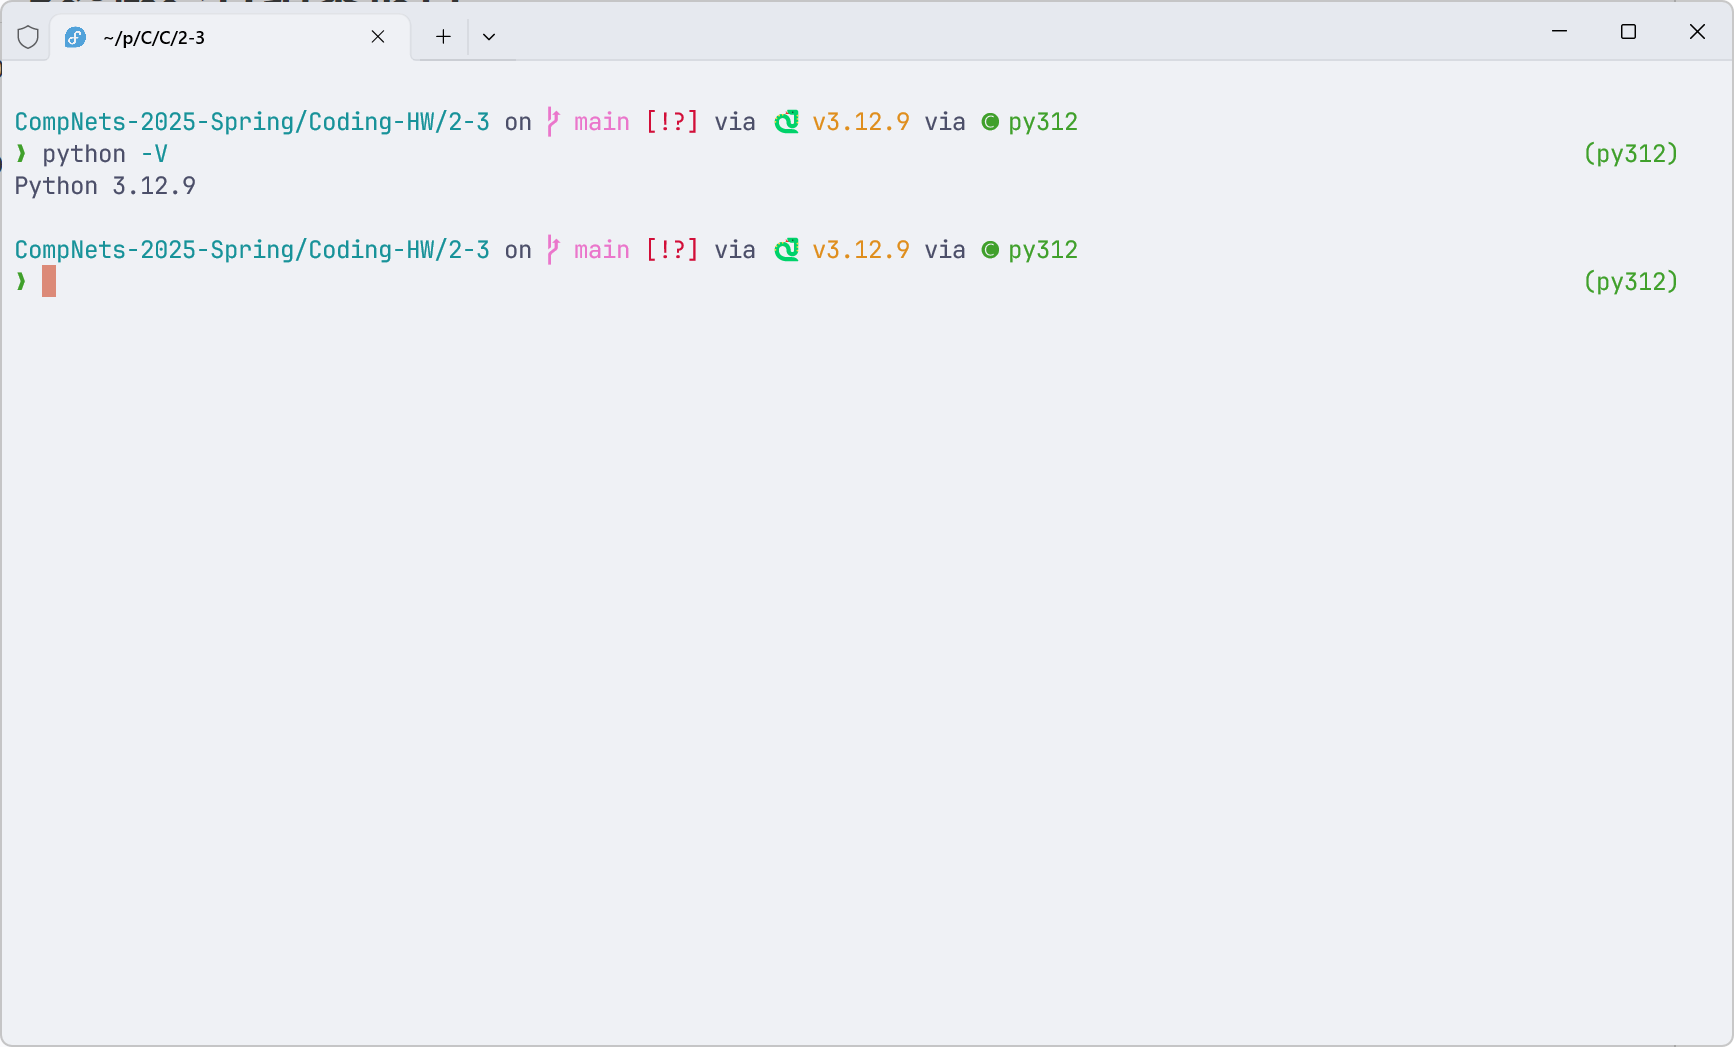 ~/p/C/C/2-3
CompNets-2025-Spring/Coding-HW/2-3 on main [!?] via v3.12.9 via py312
❱ python -V (py312)
Python 3.12.9
CompNets-2025-Spring/Coding-HW/2-3 on main [!?] via v3.12.9 via py312
❱ (py312)